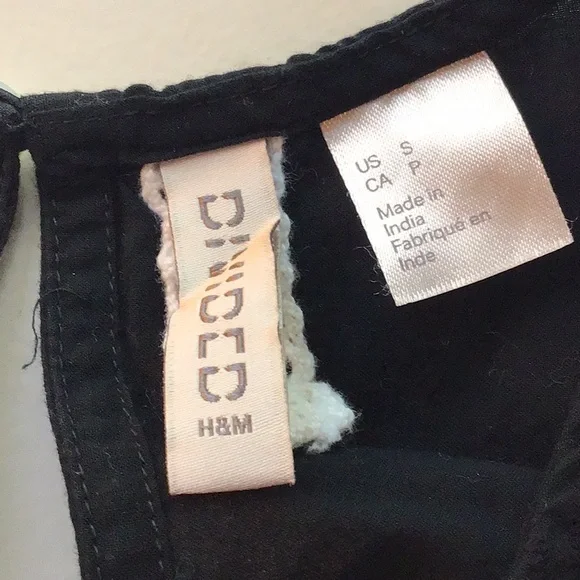 DIVIDED
H&M
US S
CA P
Made in
India
Fabriqué en
Inde